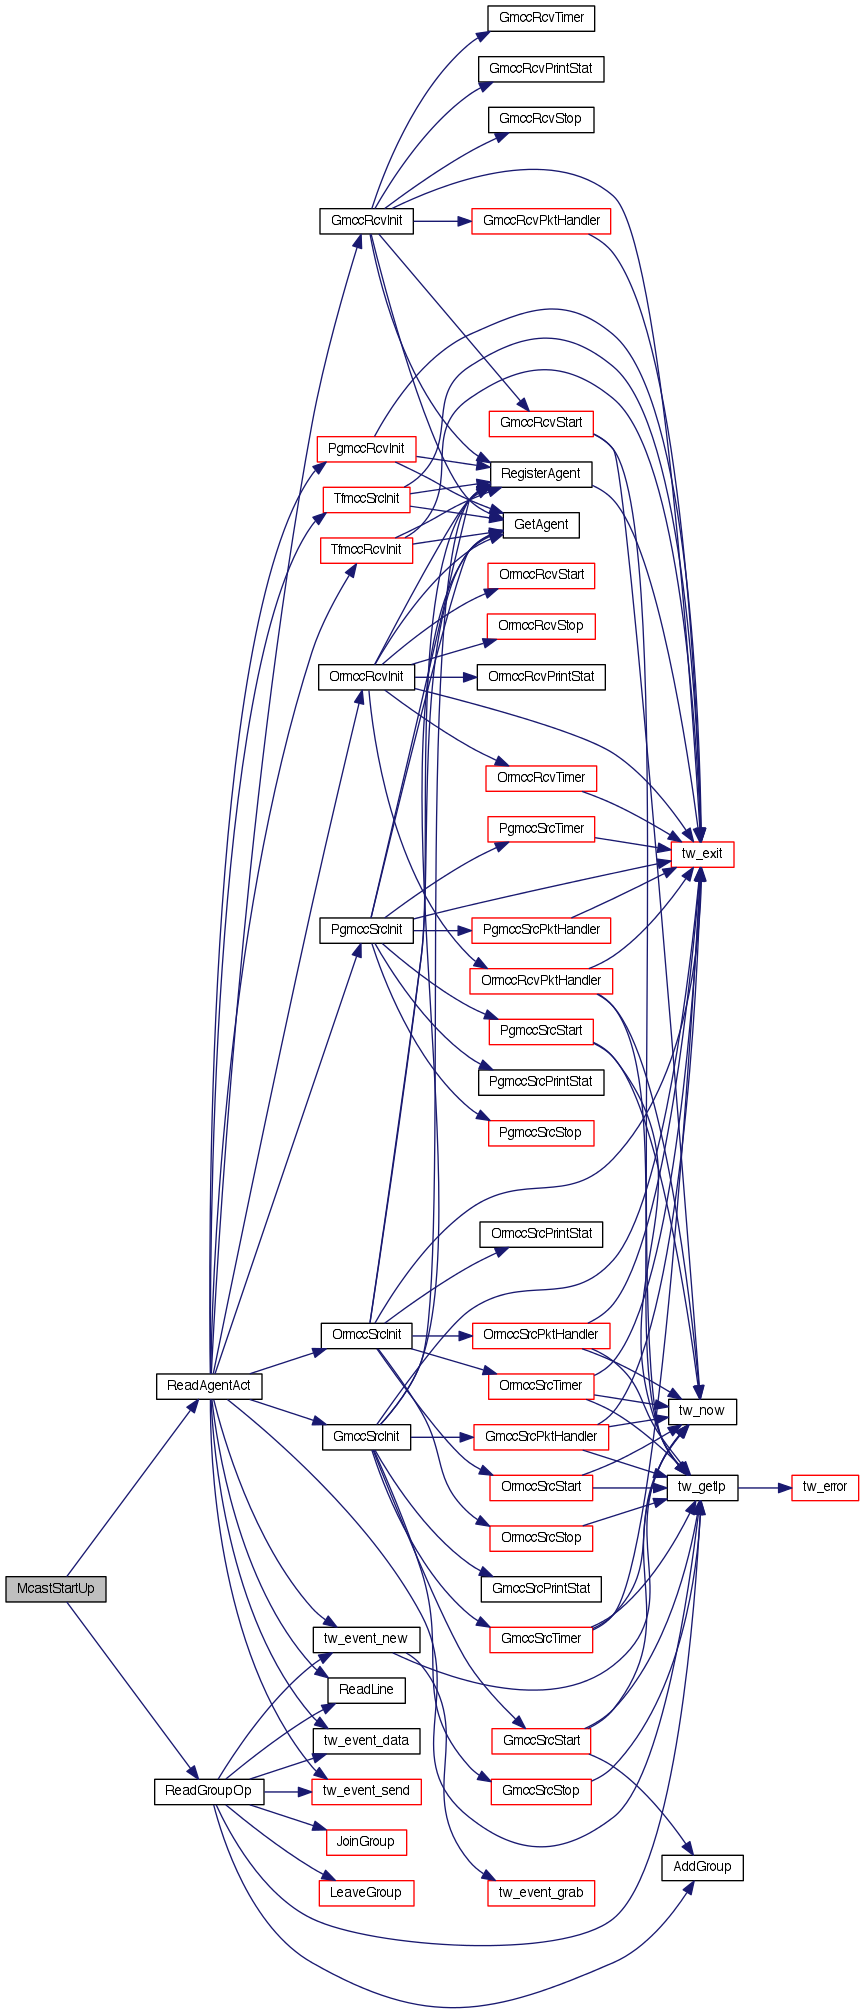 GmccRcvTimer
GmccRcvPrintStat
GmccRcvStop
GmccRcvInit
GmccRcvPktHandler
GmccRcvStart
PgmccRcvInit
RegisterAgent
TfmccSrcInit
GetAgent
TfmccRcvInit
OrmccRcvStart
OrmccRcvStop
OrmccRcvInit
OrmccRcvPrintStat
OrmccRcvTimer
PgmccSrcTimer
tw_exit
PgmccSrcInit
PgmccSrcPktHandler
OrmccRcvPktHandler
PgmccSrcStart
PgmccSrcPrintStat
PgmccSrcStop
OrmccSrcPrintStat
OrmccSrcInit
OrmccSrcPktHandler
ReadAgentAct
OrmccSrcTimer
tw_now
GmccSrcInit
GmccSrcPktHandler
OrmccSrcStart
tw_getlp
tw_error
OrmccSrcStop
McastStartUp
GmccSrcPrintStat
tw_event_new
GmccSrcTimer
ReadLine
tw_event_data
GmccSrcStart
ReadGroupOp
tw_event_send
GmccSrcStop
JoinGroup
AddGroup
LeaveGroup
tw_event_grab